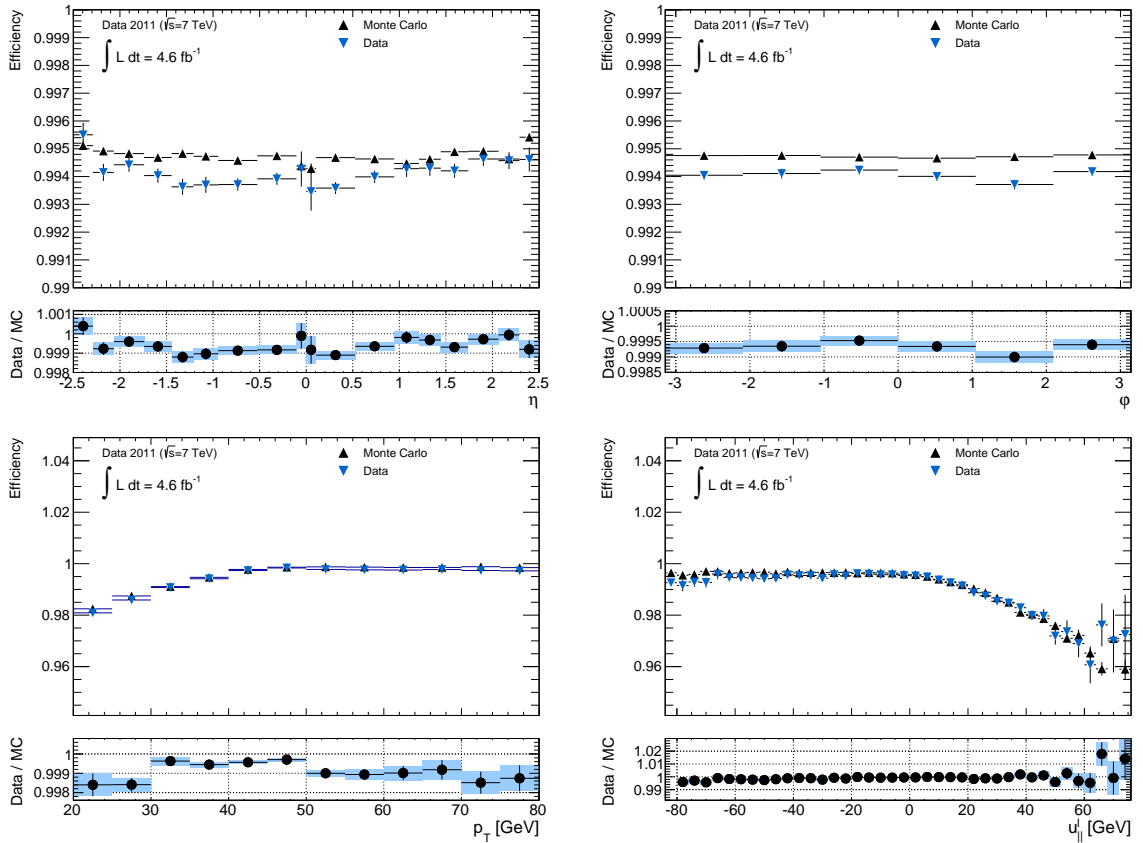 Efficiency
Data 2011 (√s=7 TeV)
∫ L dt = 4.6 fb⁻¹
Monte Carlo
Data
1
0.999
0.998
0.997
0.996
0.995
0.994
0.993
0.992
0.991
0.99
Data / MC
1.001
1
0.999
0.998
-2.5 -2 -1.5 -1 -0.5 0 0.5 1 1.5 2 2.5
η
Efficiency
Data 2011 (√s=7 TeV)
∫ L dt = 4.6 fb⁻¹
Monte Carlo
Data
1
0.999
0.998
0.997
0.996
0.995
0.994
0.993
0.992
0.991
0.99
Data / MC
1.0005
1
0.9995
0.999
0.9985
-3 -2 -1 0 1 2 3
φ
Efficiency
Data 2011 (√s=7 TeV)
∫ L dt = 4.6 fb⁻¹
Monte Carlo
Data
1.04
1.02
1
0.98
0.96
Data / MC
1
0.999
0.998
20 30 40 50 60 70 80
p_T [GeV]
Efficiency
Data 2011 (√s=7 TeV)
∫ L dt = 4.6 fb⁻¹
Monte Carlo
Data
1.04
1.02
1
0.98
0.96
Data / MC
1.02
1.01
1.00
0.99
-80 -60 -40 -20 0 20 40 60
u_||^l [GeV]